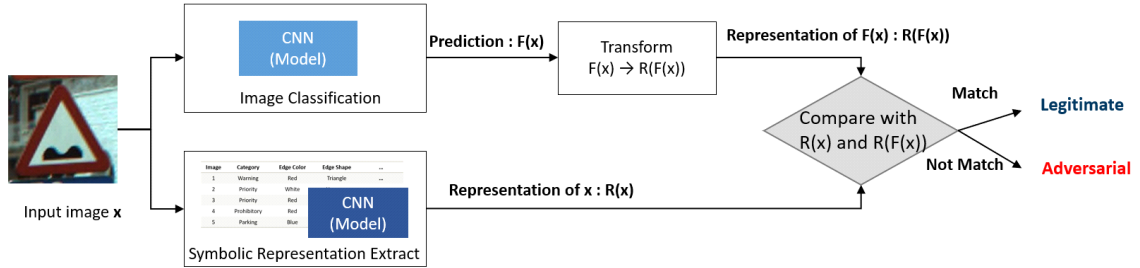 CNN
(Model)
Image Classification
Prediction : F(x)
Transform
F(x) → R(F(x))
Representation of F(x) : R(F(x))
Input image x
Image Category Edge Color Edge Shape ...
1 Warning Red Triangle ...
2 Priority White
3 Priority Red
4 Prohibitory Red
5 Parking Blue
CNN
(Model)
Symbolic Representation Extract
Representation of x : R(x)
Compare with
R(x) and R(F(x))
Match
Legitimate
Not Match
Adversarial